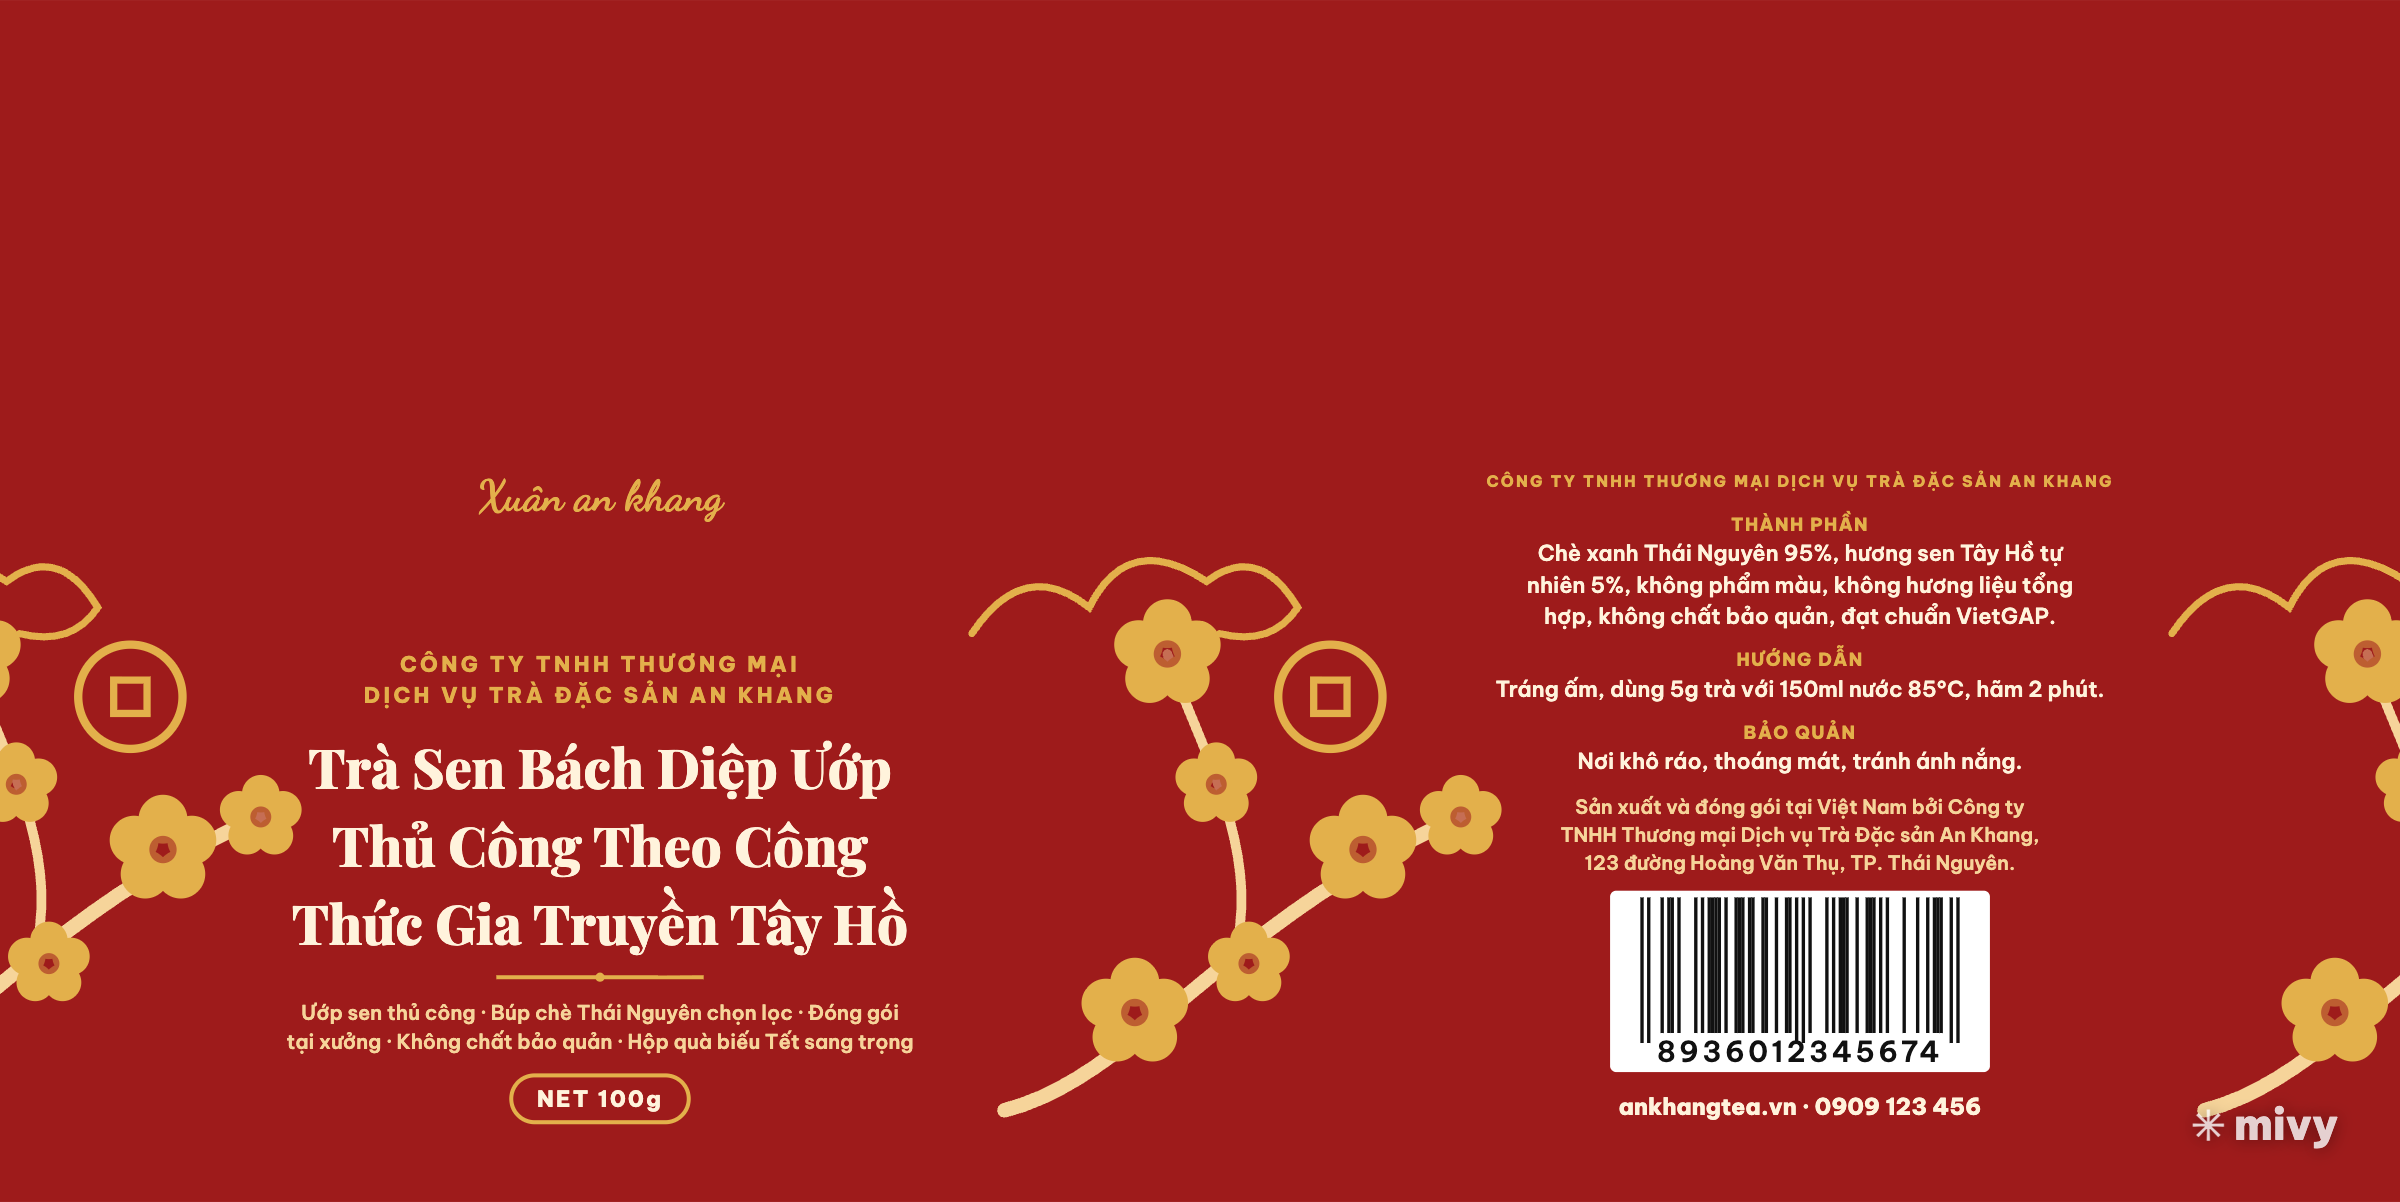 Xuân an khang
CÔNG TY TNHH THƯƠNG MẠI
DỊCH VỤ TRÀ ĐẶC SẢN AN KHANG
Trà Sen Bách Diệp Ướp
Thủ Công Theo Công
Thức Gia Truyền Tây Hồ
Ướp sen thủ công · Búp chè Thái Nguyên chọn lọc · Đóng gói
tại xưởng · Không chất bảo quản · Hộp quà biếu Tết sang trọng
NET 100g
CÔNG TY TNHH THƯƠNG MẠI DỊCH VỤ TRÀ ĐẶC SẢN AN KHANG
THÀNH PHẦN
Chè xanh Thái Nguyên 95%, hương sen Tây Hồ tự
nhiên 5%, không phẩm màu, không hương liệu tổng
hợp, không chất bảo quản, đạt chuẩn VietGAP.
HƯỚNG DẪN
Tráng ấm, dùng 5g trà với 150ml nước 85°C, hãm 2 phút.
BẢO QUẢN
Nơi khô ráo, thoáng mát, tránh ánh nắng.
Sản xuất và đóng gói tại Việt Nam bởi Công ty
TNHH Thương mại Dịch vụ Trà Đặc sản An Khang,
123 đường Hoàng Văn Thụ, TP. Thái Nguyên.
8936012345674
ankhangtea.vn · 0909 123 456
mivy